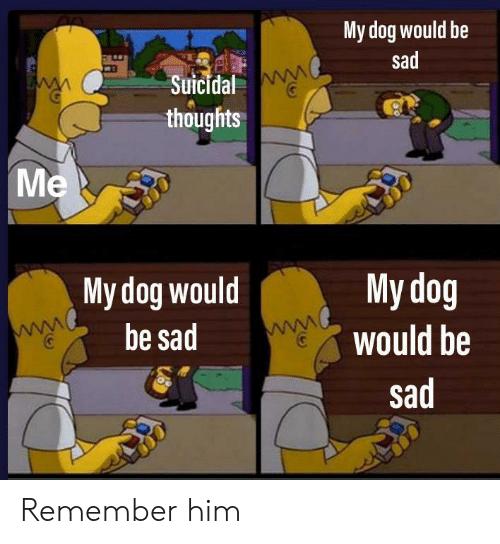 Suicidal
thoughts
Me
My dog would be
sad
My dog would
be sad
My dog
would be
sad
Remember him